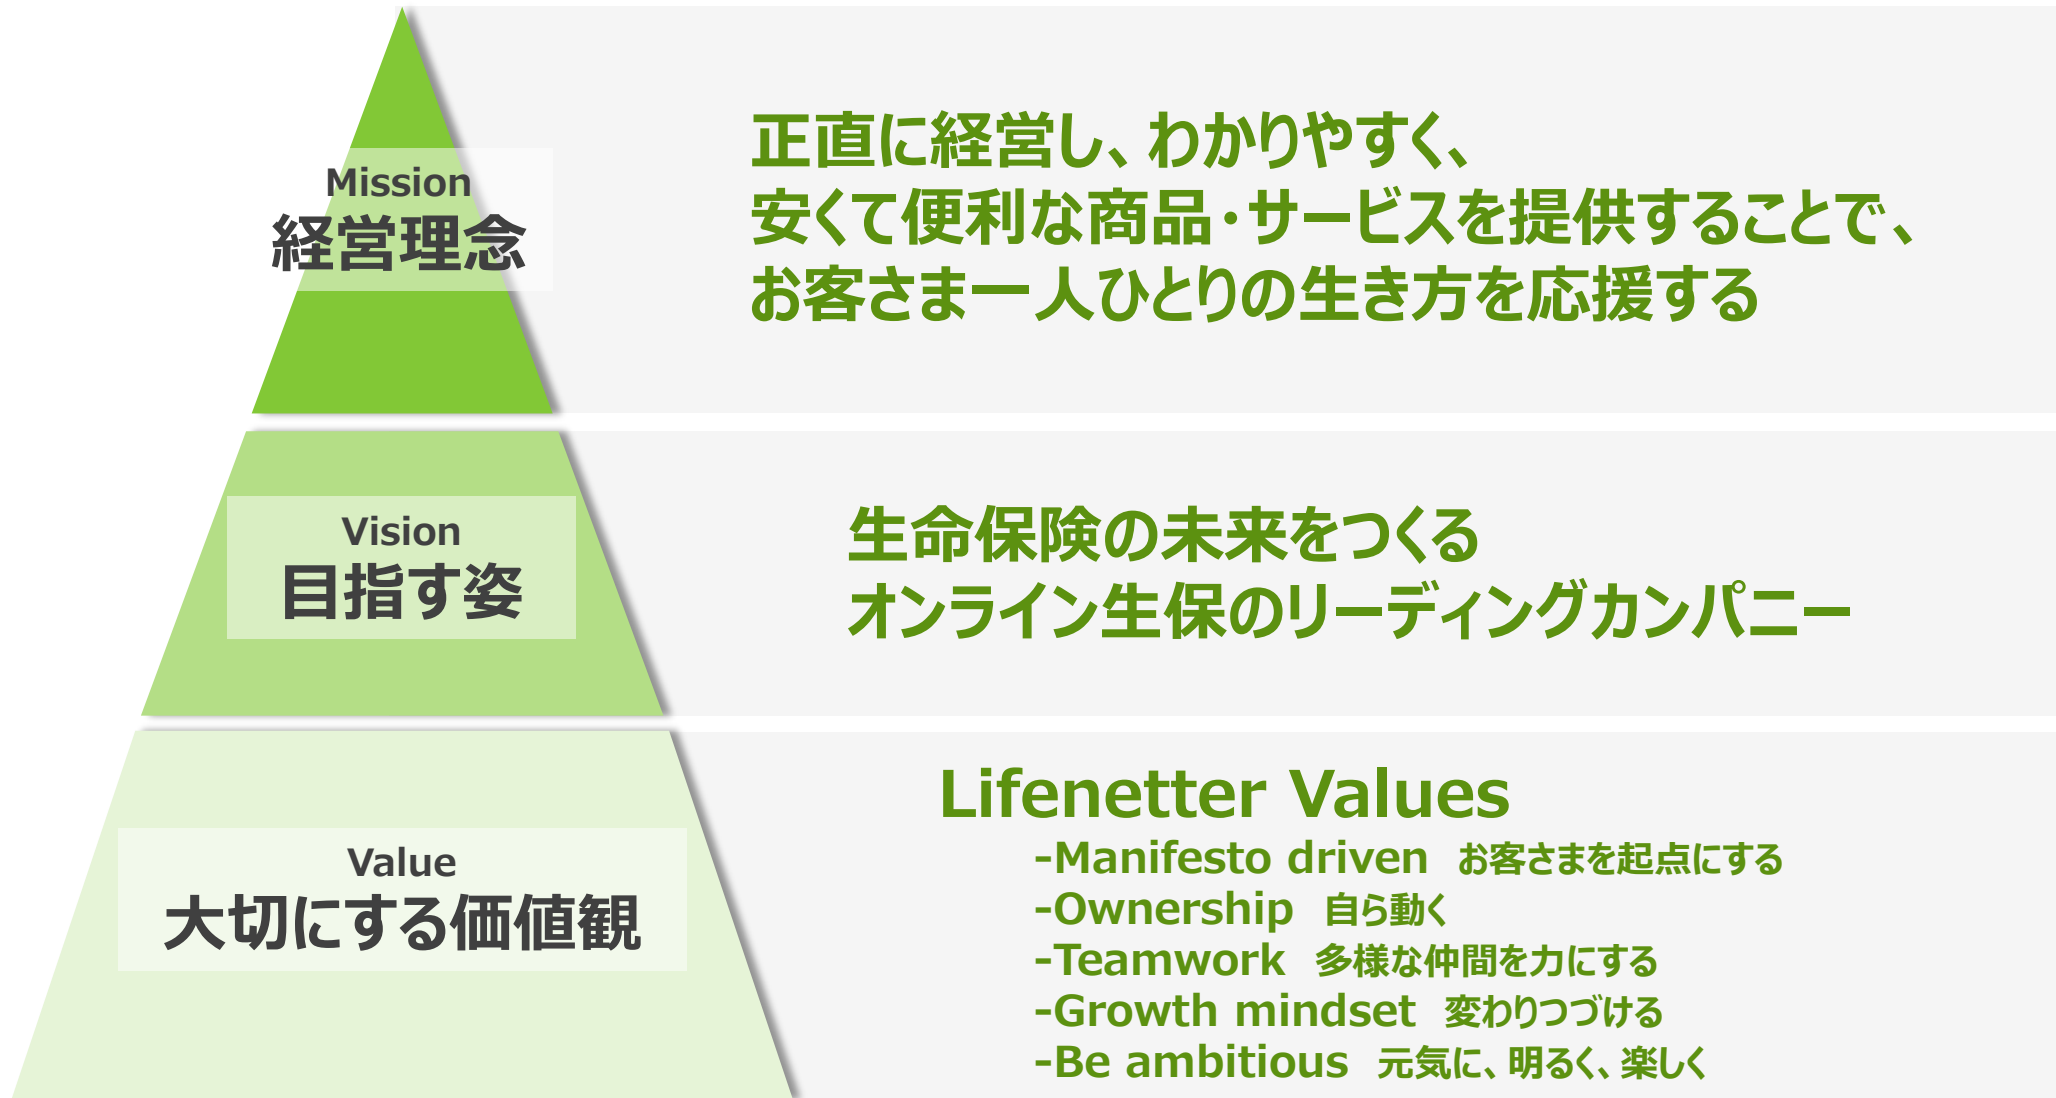 Mission
経営理念
正直に経営し、わかりやすく、
安くて便利な商品・サービスを提供することで、
お客さま一人ひとりの生き方を応援する
Vision
目指す姿
生命保険の未来をつくる
オンライン生保のリーディングカンパニー
Value
大切にする価値観
Lifenetter Values
-Manifesto driven お客さまを起点にする
-Ownership 自ら動く
-Teamwork 多様な仲間を力にする
-Growth mindset 変わりつづける
-Be ambitious 元気に、明るく、楽しく